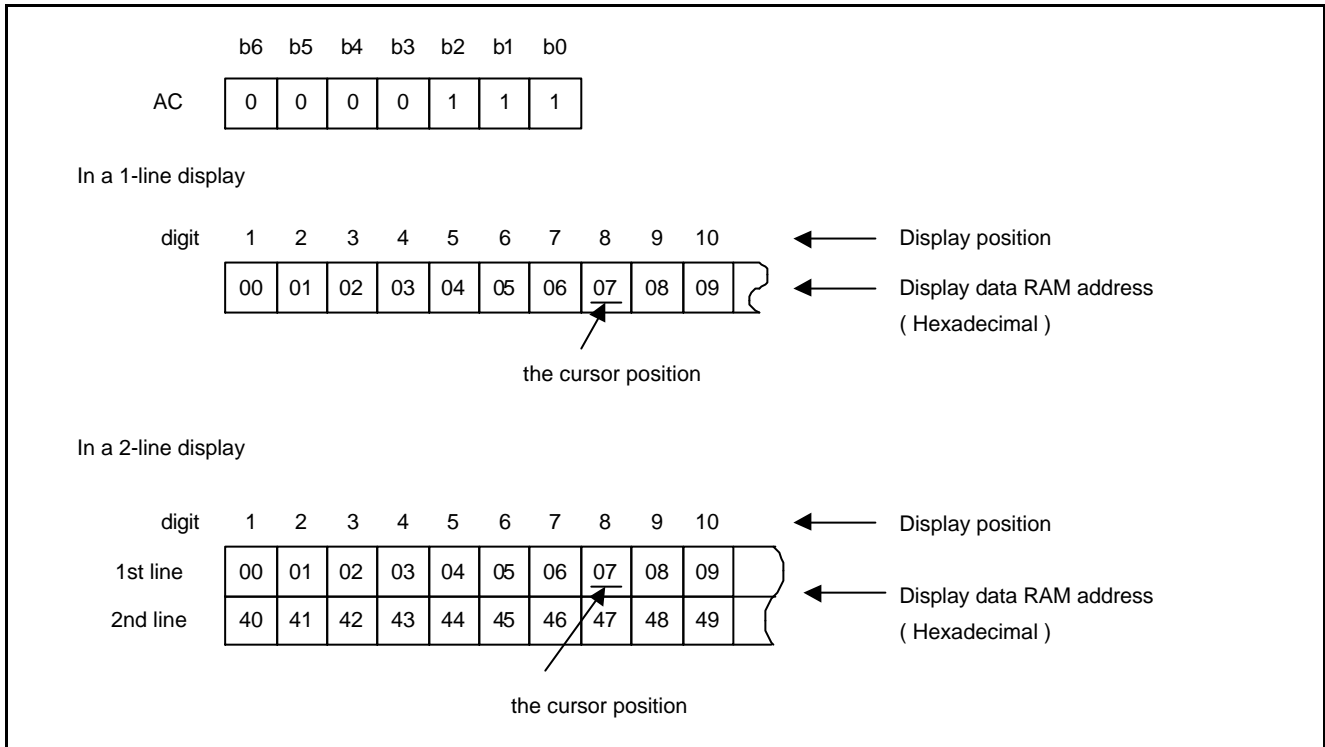 b6 b5 b4 b3 b2 b1 b0
AC 0 0 0 0 1 1 1
In a 1-line display
digit 1 2 3 4 5 6 7 8 9 10 Display position
00 01 02 03 04 05 06 07 08 09 Display data RAM address
( Hexadecimal )
the cursor position
In a 2-line display
digit 1 2 3 4 5 6 7 8 9 10 Display position
1st line 00 01 02 03 04 05 06 07 08 09
Display data RAM address
2nd line 40 41 42 43 44 45 46 47 48 49
( Hexadecimal )
the cursor position